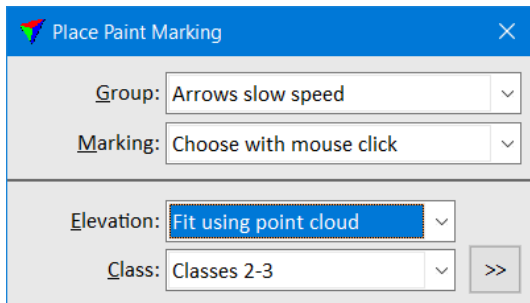 Place Paint Marking
Group: Arrows slow speed
Marking: Choose with mouse click
Elevation: Fit using point cloud
Class: Classes 2-3 >>